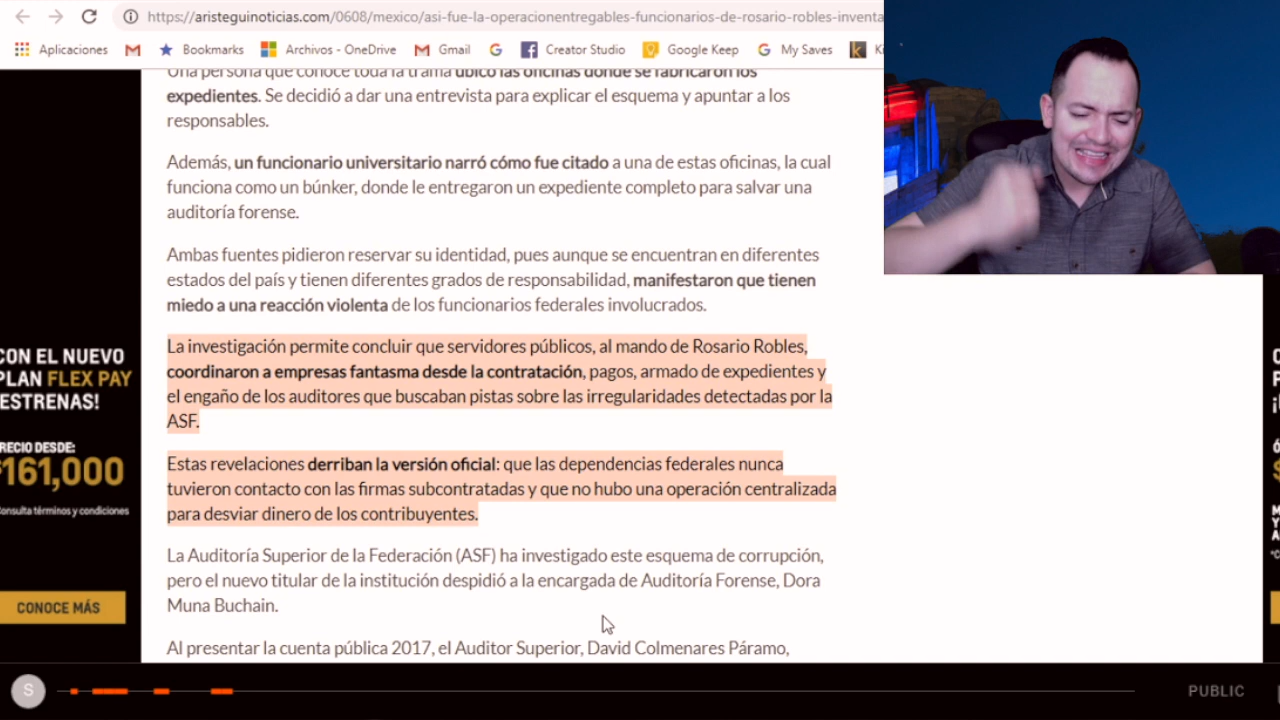 https://aristeguinoticias.com/0608/mexico/asi-fue-la-operacionentregables-funcionarios-de-rosario-robles-inventa
Aplicaciones Bookmarks Archivos - OneDrive Gmail Creator Studio Google Keep My Saves
Una persona que conoce toda la trama ubicó las oficinas donde se fabricaron los
expedientes. Se decidió a dar una entrevista para explicar el esquema y apuntar a los
responsables.
Además, un funcionario universitario narró cómo fue citado a una de estas oficinas, la cual
funciona como un búnker, donde le entregaron un expediente completo para salvar una
auditoría forense.
Ambas fuentes pidieron reservar su identidad, pues aunque se encuentran en diferentes
estados del país y tienen diferentes grados de responsabilidad, manifestaron que tienen
miedo a una reacción violenta de los funcionarios federales involucrados.
La investigación permite concluir que servidores públicos, al mando de Rosario Robles,
coordinaron a empresas fantasma desde la contratación, pagos, armado de expedientes y
el engaño de los auditores que buscaban pistas sobre las irregularidades detectadas por la
ASF.
Estas revelaciones derriban la versión oficial: que las dependencias federales nunca
tuvieron contacto con las firmas subcontratadas y que no hubo una operación centralizada
para desviar dinero de los contribuyentes.
La Auditoría Superior de la Federación (ASF) ha investigado este esquema de corrupción,
pero el nuevo titular de la institución despidió a la encargada de Auditoría Forense, Dora
Muna Buchain.
Al presentar la cuenta pública 2017, el Auditor Superior, David Colmenares Páramo,
CON EL NUEVO
PLAN FLEX PAY
ESTRENAS!
PRECIO DESDE:
$161,000
Consulta términos y condiciones
CONOCE MÁS
S
PUBLIC